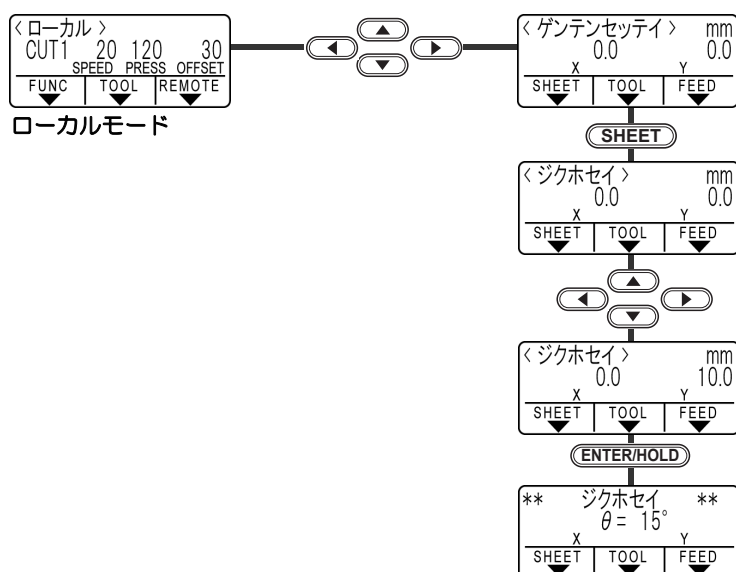 < ローカル >
CUT1 20 120 30
SPEED PRESS OFFSET
FUNC TOOL REMOTE
ローカルモード
< ゲンテンセッテイ > mm
0.0 0.0
X Y
SHEET TOOL FEED
SHEET
< ジクホセイ > mm
0.0 0.0
X Y
SHEET TOOL FEED
< ジクホセイ > mm
0.0 10.0
X Y
SHEET TOOL FEED
ENTER/HOLD
** ジクホセイ **
θ = 15°
X Y
SHEET TOOL FEED